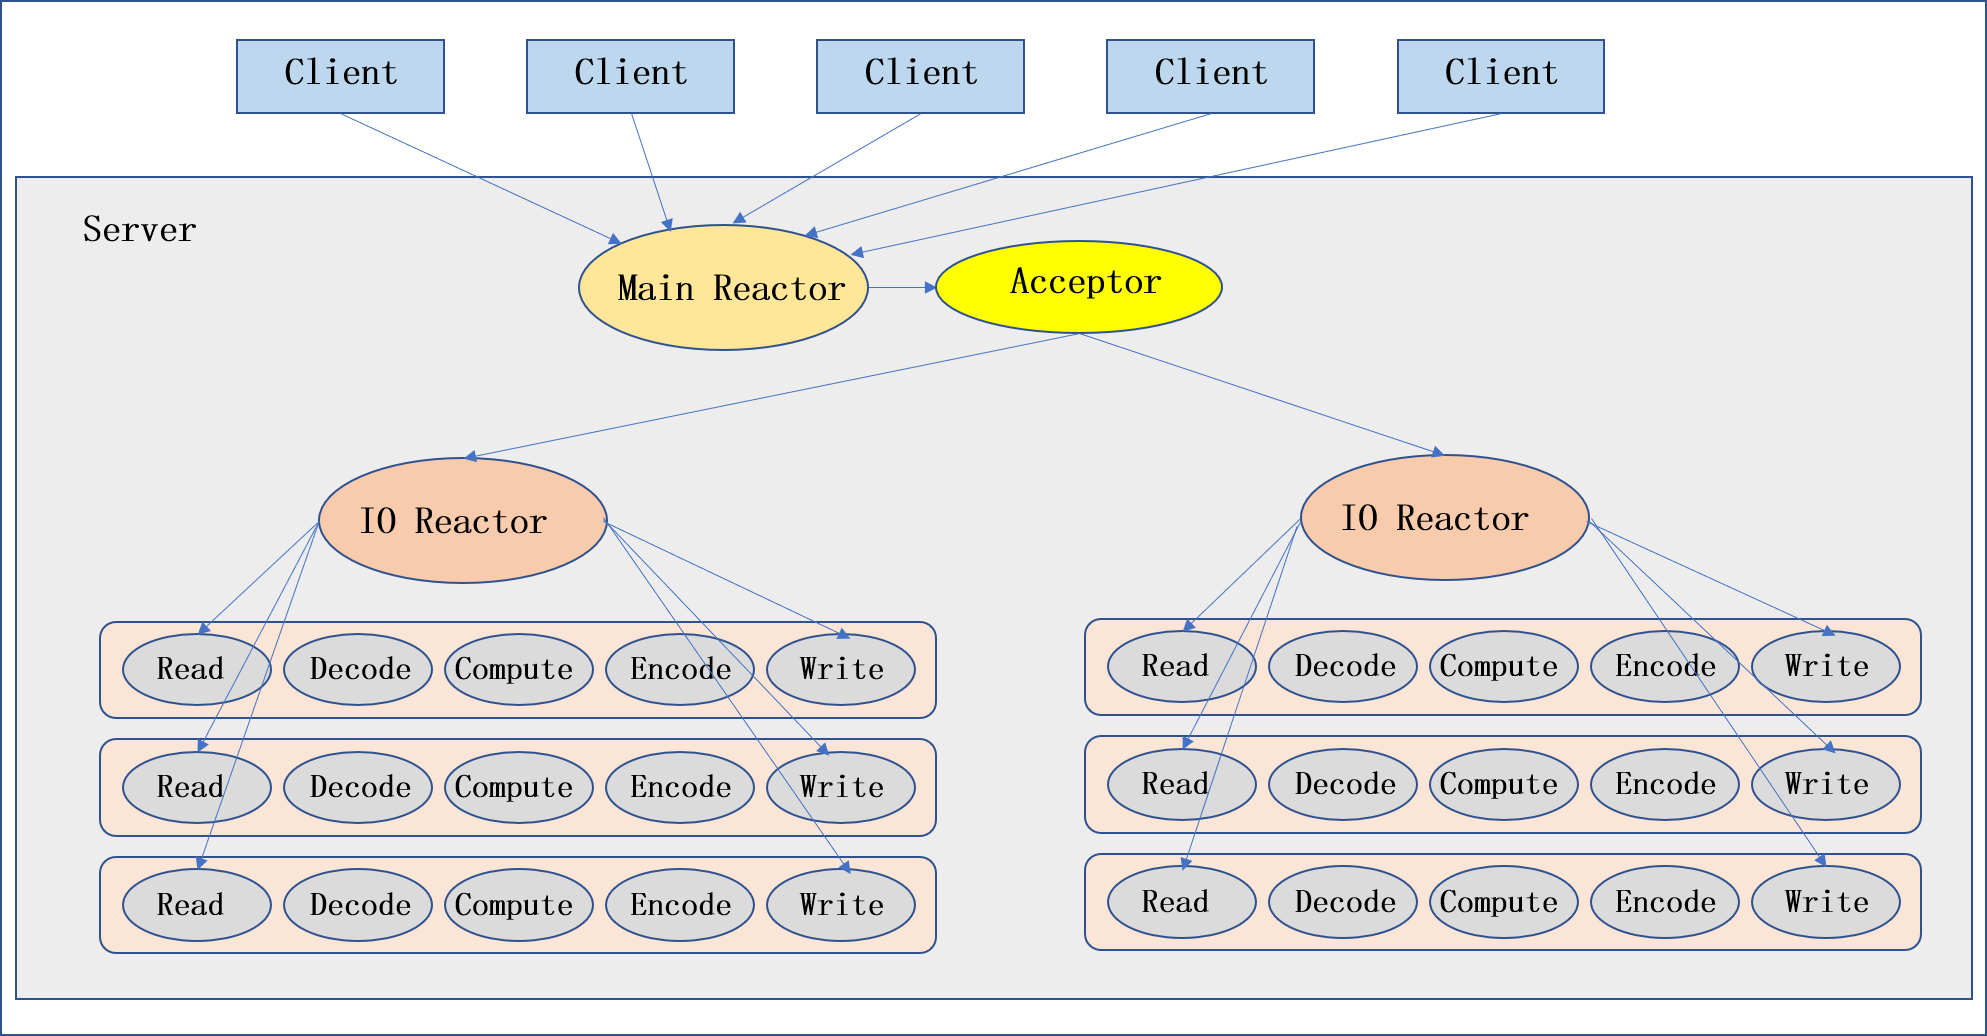 Client
Client
Client
Client
Client
Server
Main Reactor
Acceptor
IO Reactor
IO Reactor
Read Decode Compute Encode Write
Read Decode Compute Encode Write
Read Decode Compute Encode Write
Read Decode Compute Encode Write
Read Decode Compute Encode Write
Read Decode Compute Encode Write